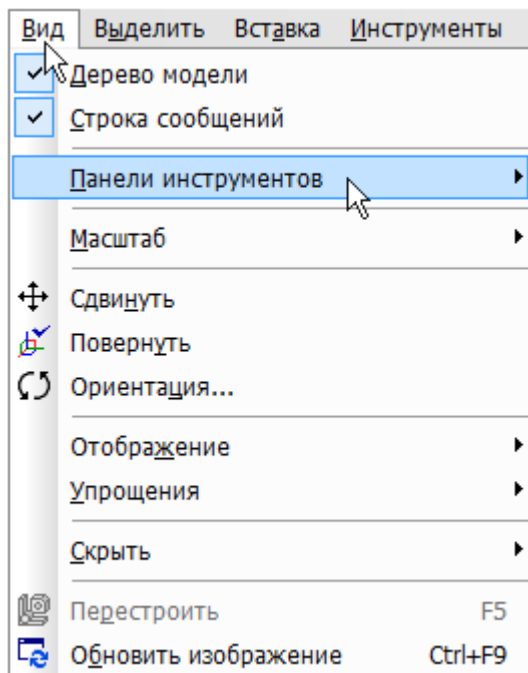 Вид Выделить Вставка Инструменты
Дерево модели
Строка сообщений
Панели инструментов
Масштаб
Сдвинуть
Повернуть
Ориентация...
Отображение
Упрощения
Скрыть
Перестроить F5
Обновить изображение Ctrl+F9